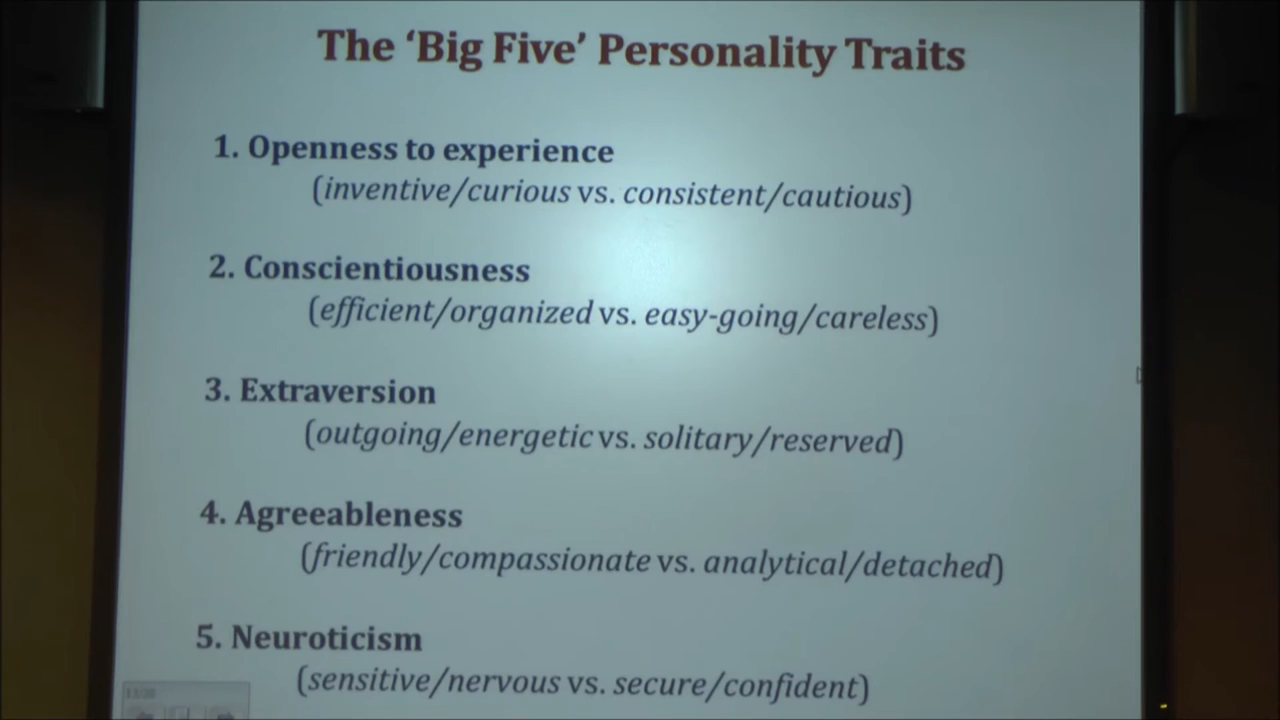 The ‘Big Five’ Personality Traits
1. Openness to experience
(inventive/curious vs. consistent/cautious)
2. Conscientiousness
(efficient/organized vs. easy-going/careless)
3. Extraversion
(outgoing/energetic vs. solitary/reserved)
4. Agreeableness
(friendly/compassionate vs. analytical/detached)
5. Neuroticism
(sensitive/nervous vs. secure/confident)